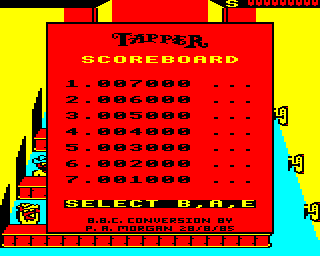 S
TAPPER
SCOREBOARD
1.007000 ...
2.006000 ...
3.005000 ...
4.004000 ...
5.003000 ...
6.002000 ...
7.001000 ...
SELECT B,A,E
B.B.C. CONVERSION BY
P. A. MORGAN 28/8/85